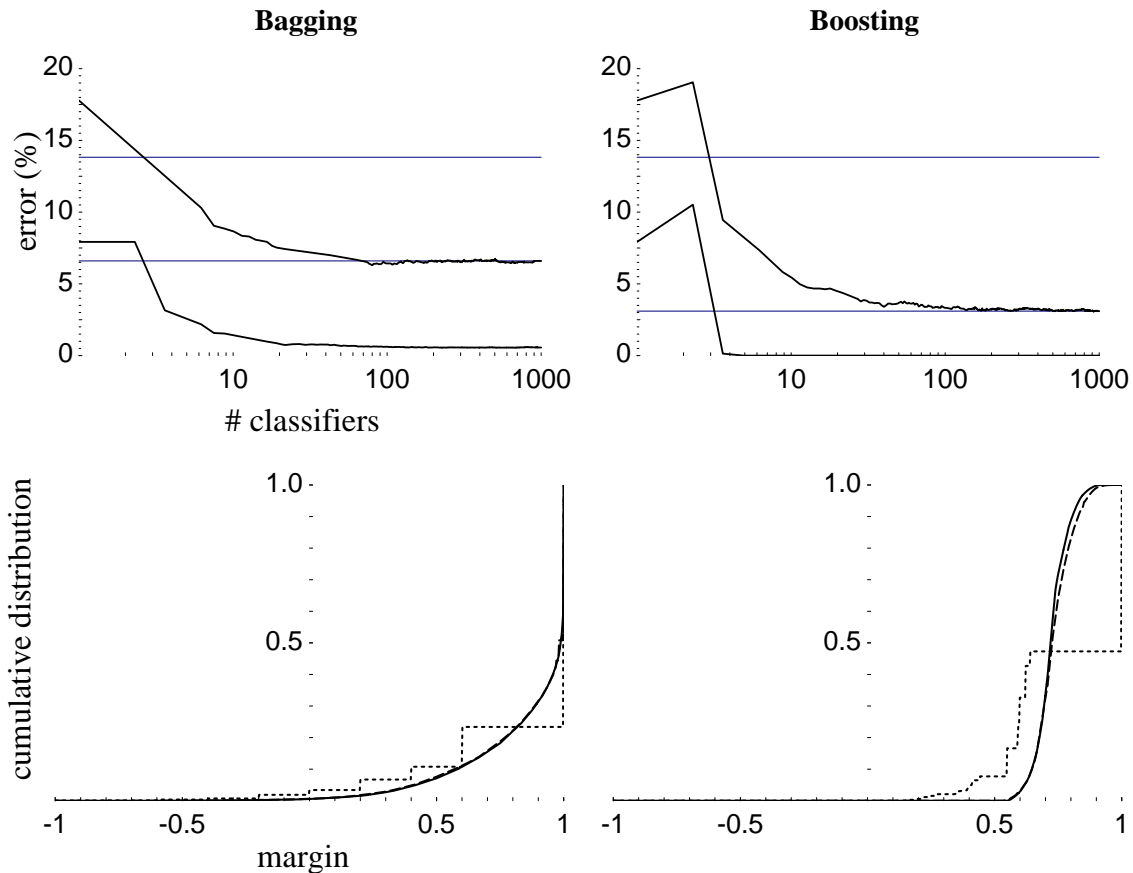 Bagging Boosting
20 20
15 15
10 10
5 5
0 0
error (%)
10 100 1000 10 100 1000
# classifiers
1.0 1.0
0.5 0.5
cumulative distribution
-1 -0.5 0.5 1 -1 -0.5 0.5 1
margin